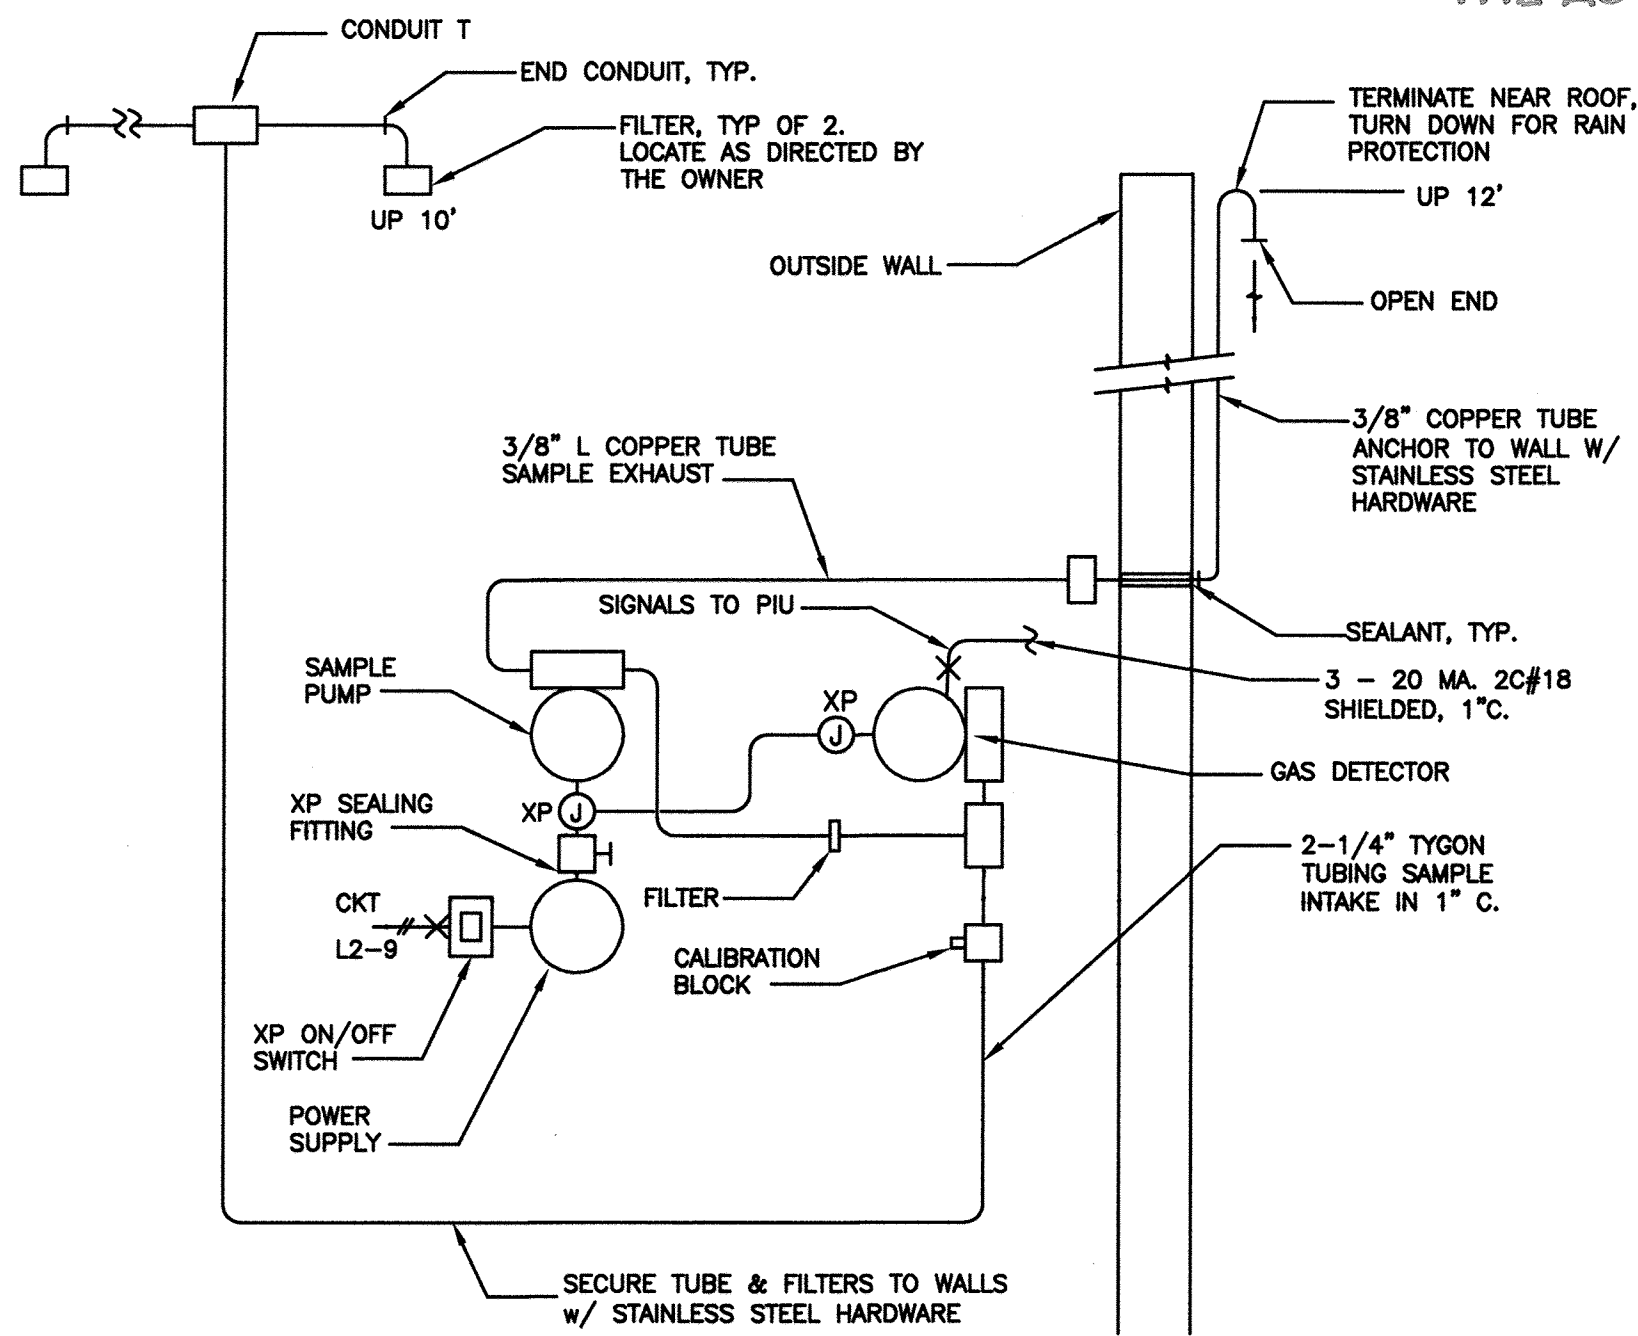 CONDUIT T
END CONDUIT, TYP.
FILTER, TYP OF 2.
LOCATE AS DIRECTED BY
THE OWNER
UP 10'
TERMINATE NEAR ROOF,
TURN DOWN FOR RAIN
PROTECTION
UP 12'
OUTSIDE WALL
OPEN END
3/8" COPPER TUBE
ANCHOR TO WALL W/
STAINLESS STEEL
HARDWARE
3/8" L COPPER TUBE
SAMPLE EXHAUST
SIGNALS TO PIU
SEALANT, TYP.
SAMPLE
PUMP
XP
J
3 - 20 MA. 2C#18
SHIELDED, 1"C.
GAS DETECTOR
XP SEALING
FITTING
XP
J
2-1/4" TYGON
TUBING SAMPLE
INTAKE IN 1" C.
FILTER
CKT
L2-9
CALIBRATION
BLOCK
XP ON/OFF
SWITCH
POWER
SUPPLY
SECURE TUBE & FILTERS TO WALLS
w/ STAINLESS STEEL HARDWARE